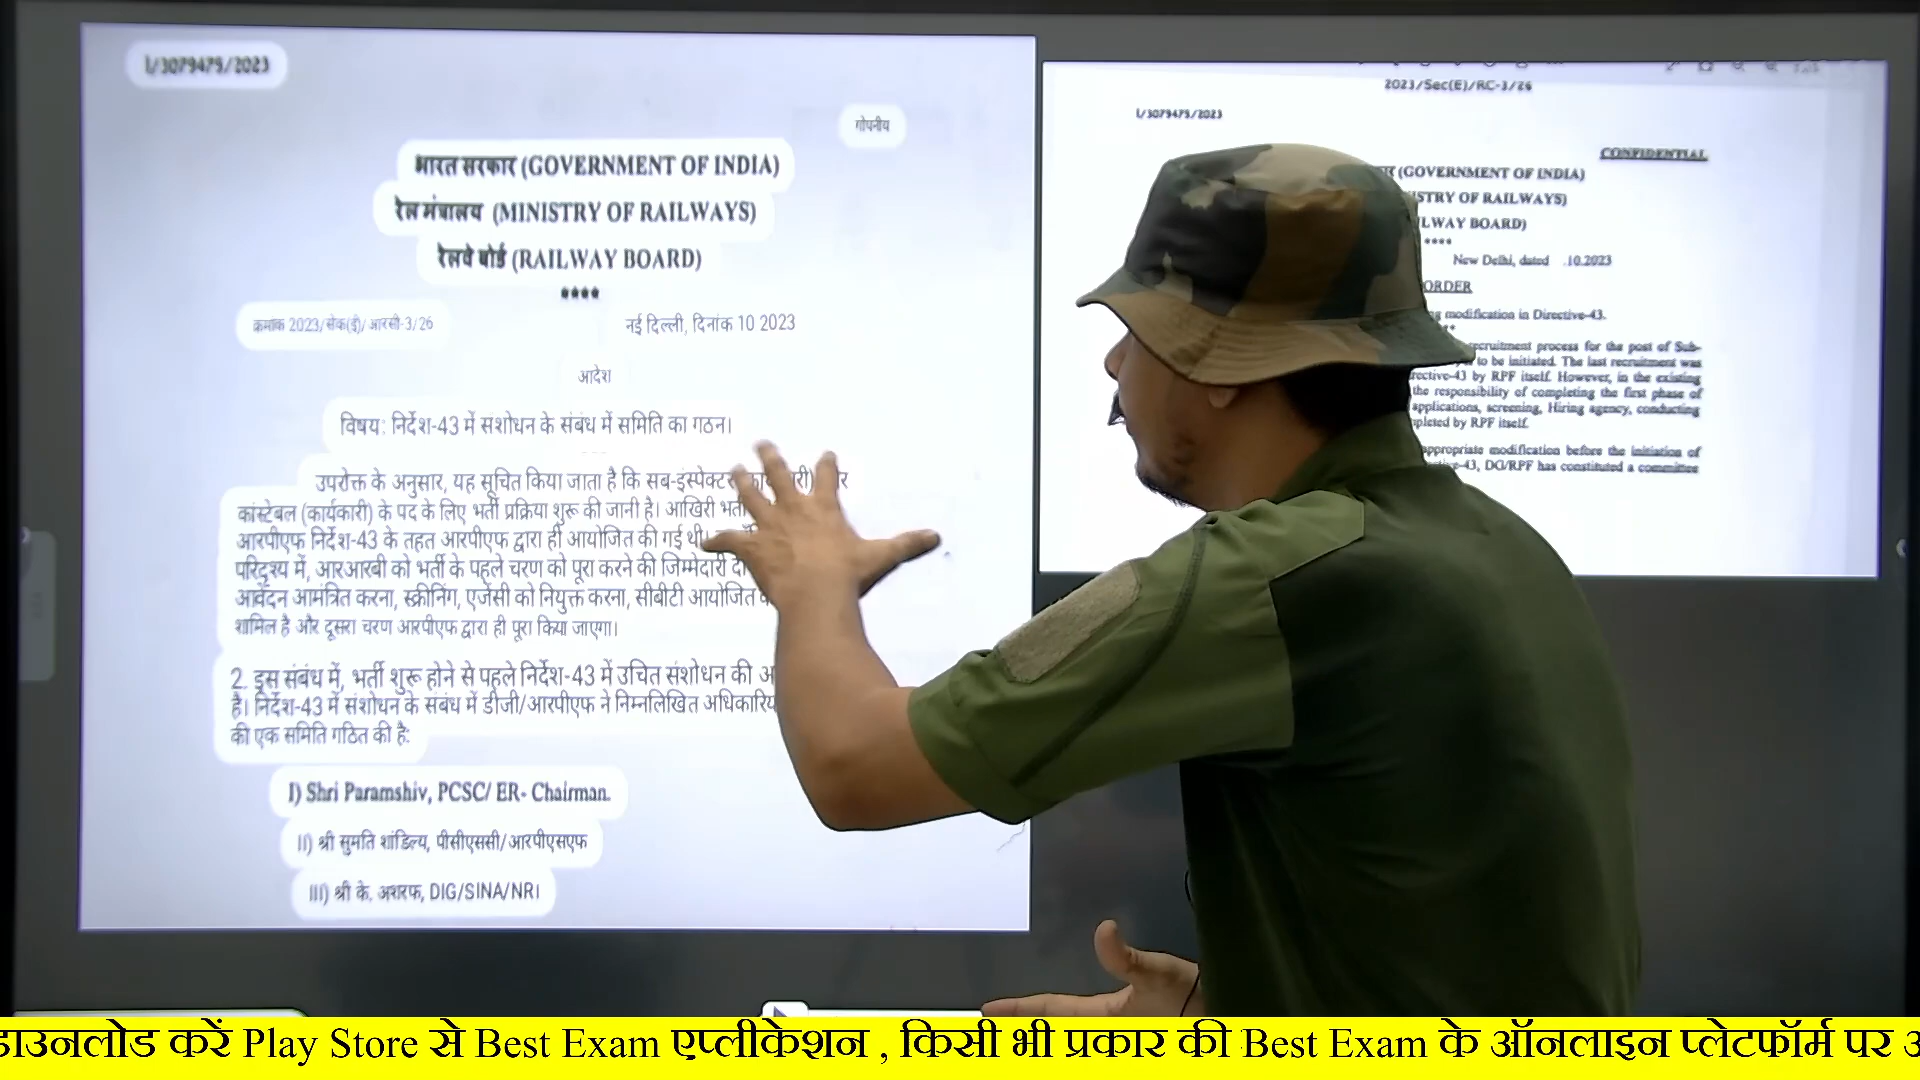 I/3079475/2023
गोपनीय
भारत सरकार (GOVERNMENT OF INDIA)
रेल मंत्रालय (MINISTRY OF RAILWAYS)
रेलवे बोर्ड (RAILWAY BOARD)
****
क्रमांक 2023/सेक(ई)/ आरसी-3/26
नई दिल्ली, दिनांक 10 2023
आदेश
विषय: निर्देश-43 में संशोधन के संबंध में समिति का गठन।
उपरोक्त के अनुसार, यह सूचित किया जाता है कि सब-इंस्पेक्टर
कांस्टेबल (कार्यकारी) के पद के लिए भर्ती प्रक्रिया शुरू की जानी है। आखिरी भर्ती
आरपीएफ निर्देश-43 के तहत आरपीएफ द्वारा ही आयोजित की गई थी।
परिदृश्य में, आरआरबी को भर्ती के पहले चरण को पूरा करने की जिम्मेदारी
आवेदन आमंत्रित करना, स्क्रीनिंग, एजेंसी को नियुक्त करना, सीबीटी आयोजित
शामिल है और दूसरा चरण आरपीएफ द्वारा ही पूरा किया जाएगा।
2. इस संबंध में, भर्ती शुरू होने से पहले निर्देश-43 में उचित संशोधन की
है। निर्देश-43 में संशोधन के संबंध में डीजी/आरपीएफ ने निम्नलिखित
की एक समिति गठित की है:
I) Shri Paramshiv, PCSC/ ER- Chairman.
II) श्री सुमति शांडिल्य, पीसीएससी/आरपीएसएफ
III) श्री के. अशरफ, DIG/SINA/NRI
2023/Sec(E)/RC-3/26
I/3079475/2023
CONFIDENTIAL
(GOVERNMENT OF INDIA)
STRY OF RAILWAYS)
LWAY BOARD)
****
New Delhi, dated .10.2023
ORDER
modification in Directive-43.
recruitment process for the post of Sub-
to be initiated. The last recruitment was
ective-43 by RPF itself. However, in the existing
the responsibility of completing the first phase of
applications, screening, Hiring agency, conducting
pleted by RPF itself.
appropriate modification before the initiation of
-43, DG/RPF has constituted a committee
डाउनलोड करें Play Store से Best Exam एप्लीकेशन , किसी भी प्रकार की Best Exam के ऑनलाइन प्लेटफॉर्म पर